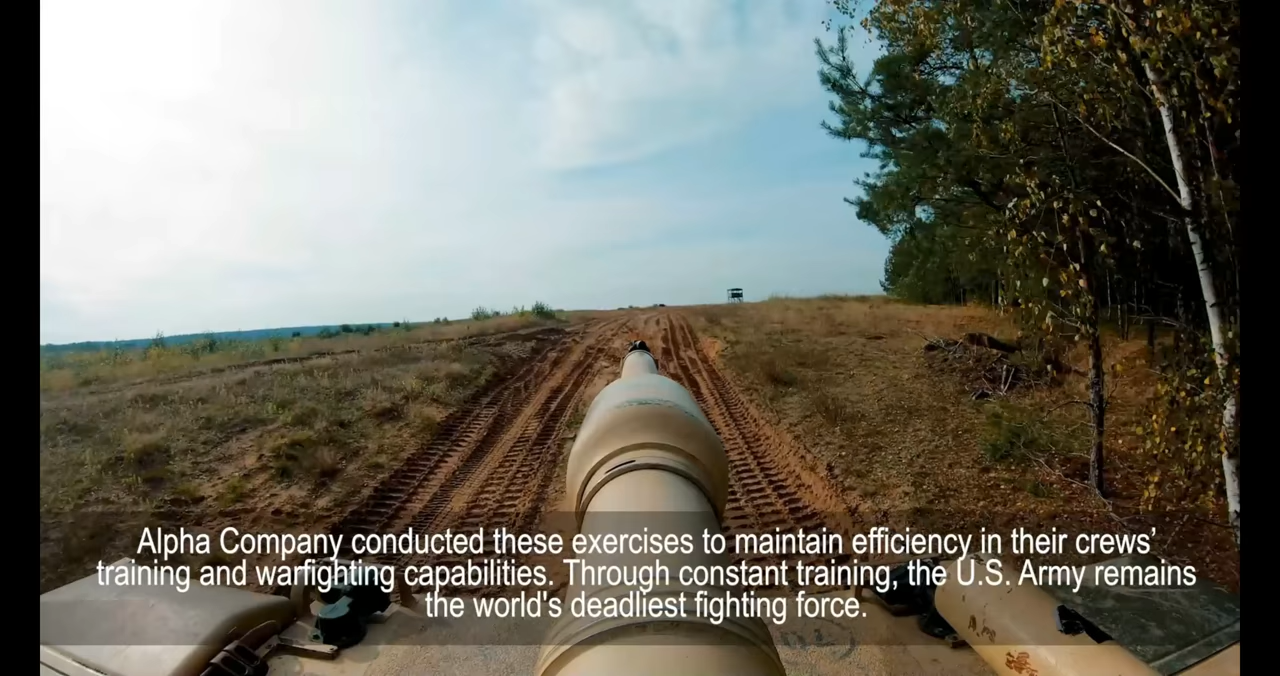 Alpha Company conducted these exercises to maintain efficiency in their crews’
training and warfighting capabilities. Through constant training, the U.S. Army remains
the world's deadliest fighting force.